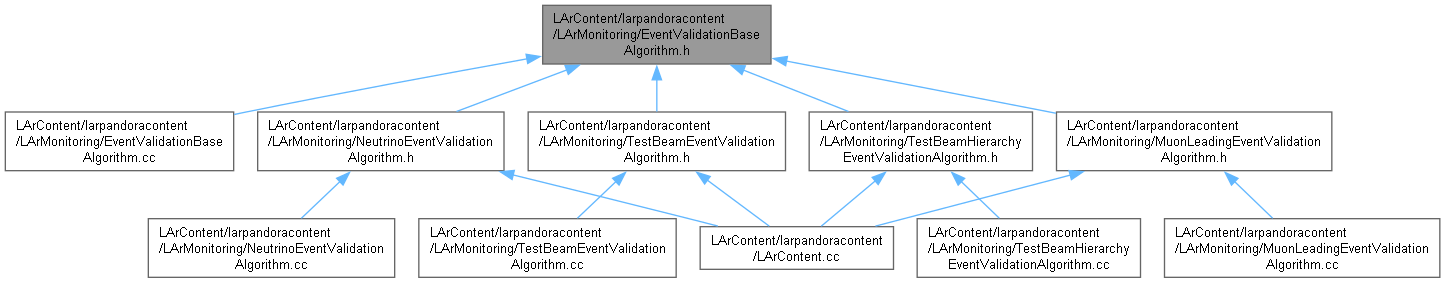 LArContent/larpandoracontent
/LArMonitoring/EventValidationBase
Algorithm.h
LArContent/larpandoracontent
/LArMonitoring/EventValidationBase
Algorithm.cc
LArContent/larpandoracontent
/LArMonitoring/NeutrinoEventValidation
Algorithm.h
LArContent/larpandoracontent
/LArMonitoring/TestBeamEventValidation
Algorithm.h
LArContent/larpandoracontent
/LArMonitoring/TestBeamHierarchy
EventValidationAlgorithm.h
LArContent/larpandoracontent
/LArMonitoring/MuonLeadingEventValidation
Algorithm.h
LArContent/larpandoracontent
/LArMonitoring/NeutrinoEventValidation
Algorithm.cc
LArContent/larpandoracontent
/LArMonitoring/TestBeamEventValidation
Algorithm.cc
LArContent/larpandoracontent
/LArContent.cc
LArContent/larpandoracontent
/LArMonitoring/TestBeamHierarchy
EventValidationAlgorithm.cc
LArContent/larpandoracontent
/LArMonitoring/MuonLeadingEventValidation
Algorithm.cc